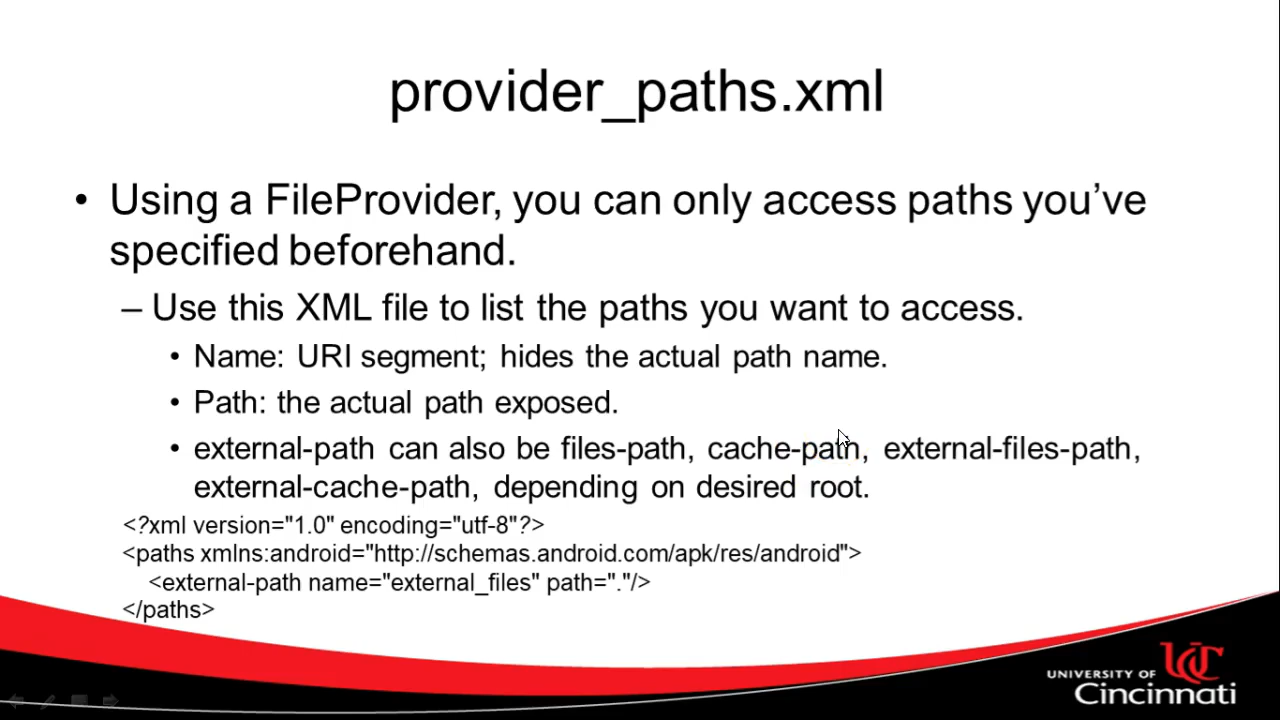 provider_paths.xml
• Using a FileProvider, you can only access paths you’ve
specified beforehand.
– Use this XML file to list the paths you want to access.
• Name: URI segment; hides the actual path name.
• Path: the actual path exposed.
• external-path can also be files-path, cache-path, external-files-path,
external-cache-path, depending on desired root.
<?xml version="1.0" encoding="utf-8"?>
<paths xmlns:android="http://schemas.android.com/apk/res/android">
<external-path name="external_files" path="."/>
</paths>
UC
UNIVERSITY OF
Cincinnati